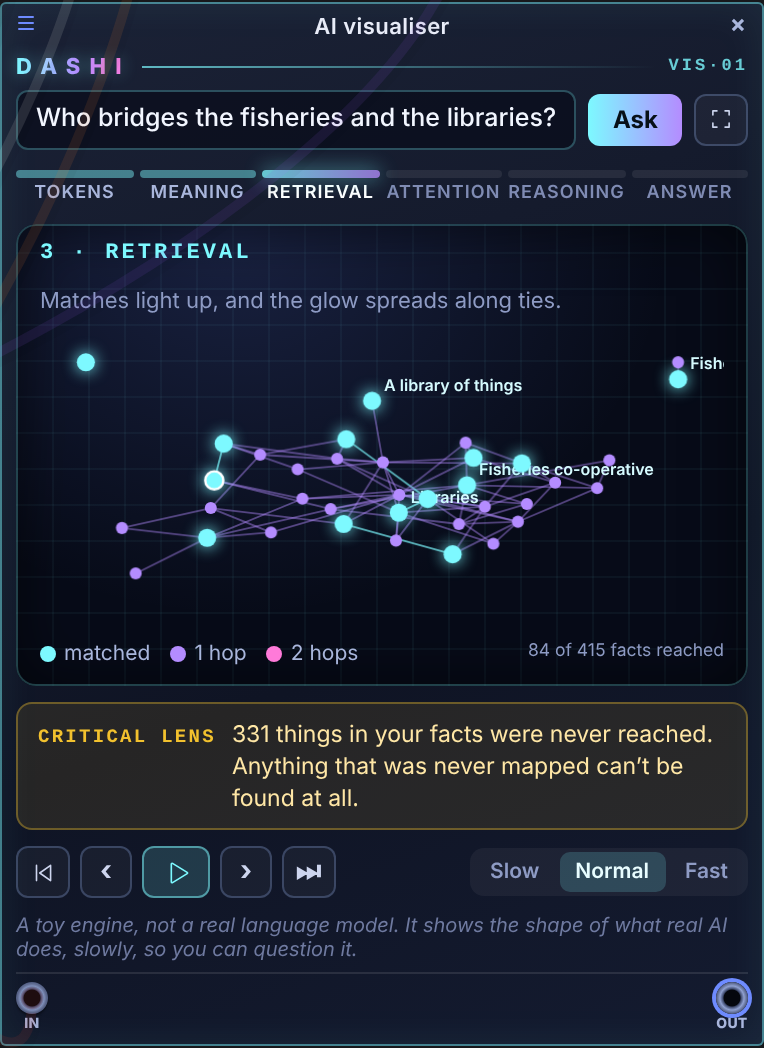 AI visualiser
DASHI
VIS·01
Who bridges the fisheries and the libraries?
Ask
TOKENS MEANING RETRIEVAL ATTENTION REASONING ANSWER
3 · RETRIEVAL
Matches light up, and the glow spreads along ties.
Fish
A library of things
Fisheries co-operative
Libraries
matched 1 hop 2 hops
84 of 415 facts reached
CRITICAL LENS
331 things in your facts were never reached.
Anything that was never mapped can’t be
found at all.
Slow Normal Fast
A toy engine, not a real language model. It shows the shape of what real AI
does, slowly, so you can question it.
IN
OUT